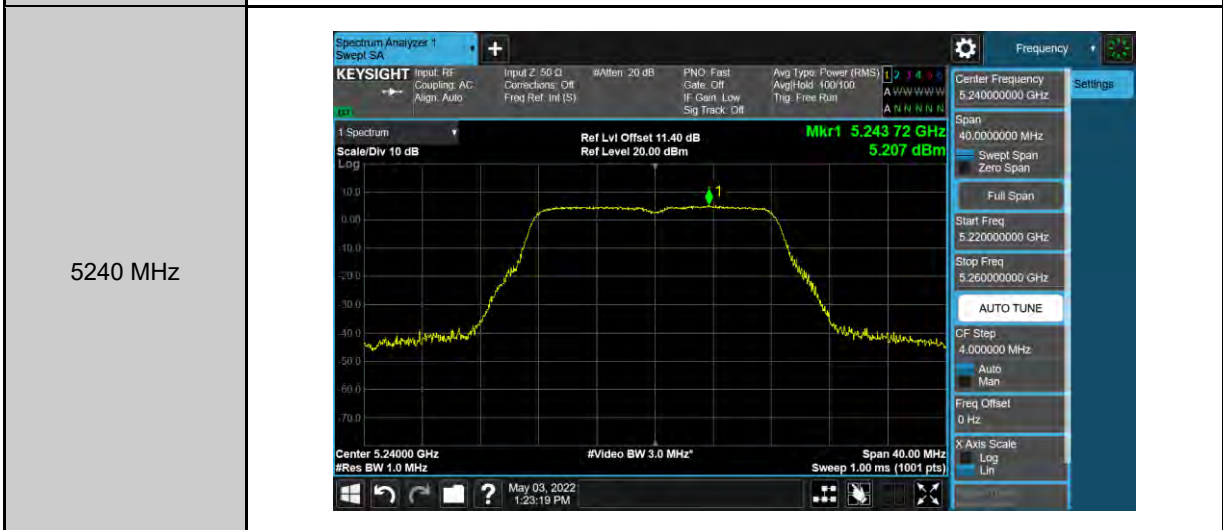 5240 MHz
Spectrum Analyzer 1
Swept SA
+
Frequency
KEYSIGHT
Input: RF
Coupling: AC
Align: Auto
Input Z: 50 Ω
Corrections: Off
Freq Ref: Int (S)
#Atten: 20 dB
PNO: Fast
Gate: Off
IF Gain: Low
Sig Track: Off
Avg Type: Power (RMS)
Avg|Hold: 100/100
Trig: Free Run
1 2 3 4 5 6
A W W W W W
A N N N N N
Center Frequency
5.240000000 GHz
Settings
Span
40.0000000 MHz
Swept Span
Zero Span
Full Span
Start Freq
5.220000000 GHz
Stop Freq
5.260000000 GHz
AUTO TUNE
CF Step
4.000000 MHz
Auto
Man
Freq Offset
0 Hz
X Axis Scale
Log
Lin
1 Spectrum
Scale/Div 10 dB
Log
Ref Lvl Offset 11.40 dB
Ref Level 20.00 dBm
Mkr1 5.243 72 GHz
5.207 dBm
1
10.0
0.00
-10.0
-20.0
-30.0
-40.0
-50.0
-60.0
-70.0
Center 5.24000 GHz
#Res BW 1.0 MHz
#Video BW 3.0 MHz*
Span 40.00 MHz
Sweep 1.00 ms (1001 pts)
?
May 03, 2022
1:23:19 PM